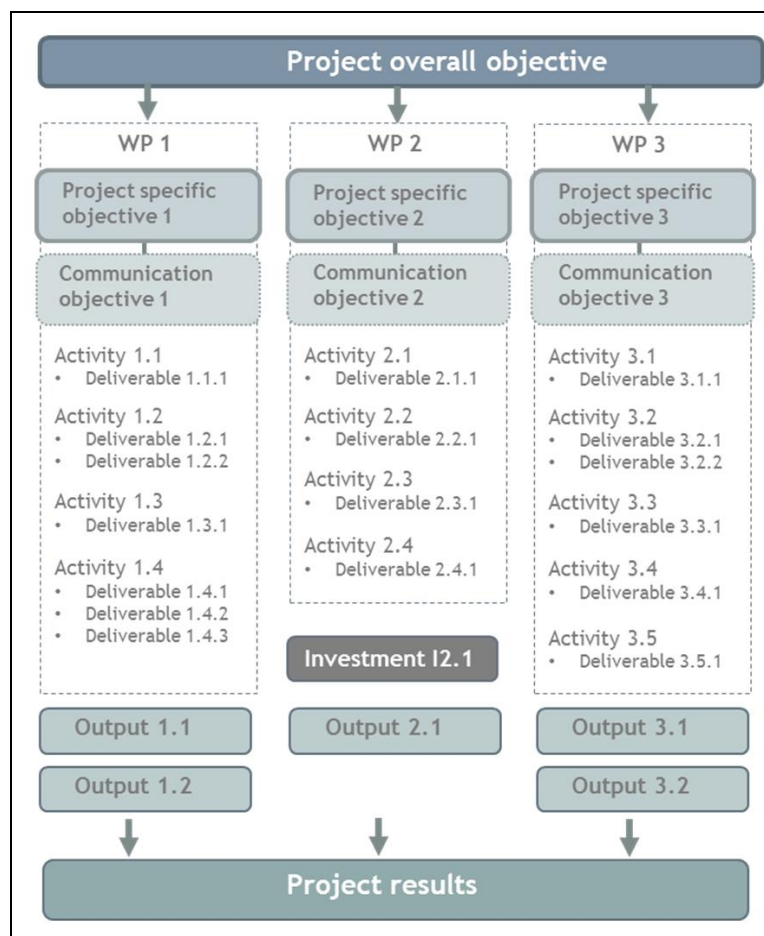 Project overall objective
WP 1
Project specific
objective 1
Communication
objective 1
Activity 1.1
• Deliverable 1.1.1
Activity 1.2
• Deliverable 1.2.1
• Deliverable 1.2.2
Activity 1.3
• Deliverable 1.3.1
Activity 1.4
• Deliverable 1.4.1
• Deliverable 1.4.2
• Deliverable 1.4.3
Output 1.1
Output 1.2
WP 2
Project specific
objective 2
Communication
objective 2
Activity 2.1
• Deliverable 2.1.1
Activity 2.2
• Deliverable 2.2.1
Activity 2.3
• Deliverable 2.3.1
Activity 2.4
• Deliverable 2.4.1
Investment I2.1
Output 2.1
WP 3
Project specific
objective 3
Communication
objective 3
Activity 3.1
• Deliverable 3.1.1
Activity 3.2
• Deliverable 3.2.1
• Deliverable 3.2.2
Activity 3.3
• Deliverable 3.3.1
Activity 3.4
• Deliverable 3.4.1
Activity 3.5
• Deliverable 3.5.1
Output 3.1
Output 3.2
Project results